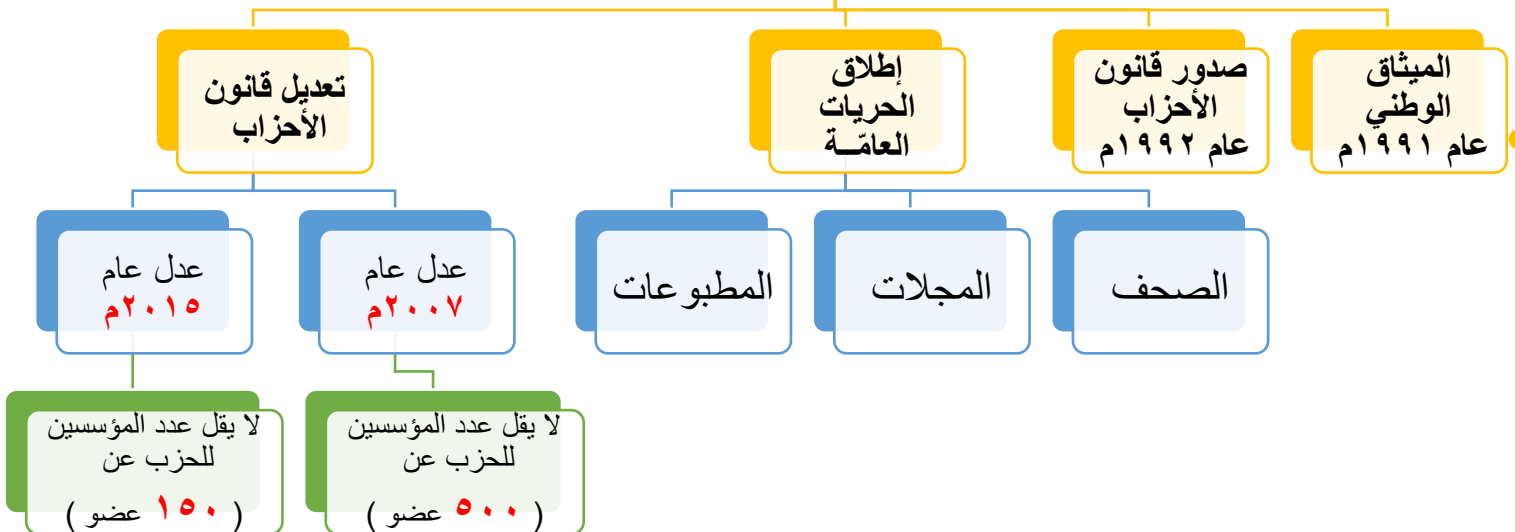 الميثاق
الوطني
عام ١٩٩١م
صدور قانون
الأحزاب
عام ١٩٩٢م
إطلاق
الحريات
العامّــة
تعديل قانون
الأحزاب
الصحف
المجلات
المطبوعات
عدل عام
٢٠٠٧م
عدل عام
٢٠١٥م
لا يقل عدد المؤسسين
للحزب عن
( ٥٠٠ عضو )
لا يقل عدد المؤسسين
للحزب عن
( ١٥٠ عضو )